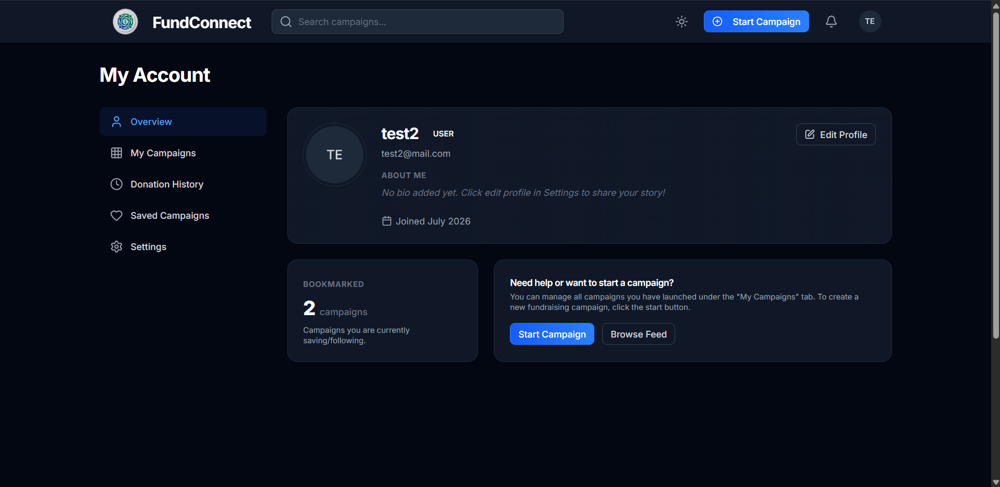 FundConnect
Search campaigns...
Start Campaign
TE
My Account
Overview
My Campaigns
Donation History
Saved Campaigns
Settings
TE
test2
USER
test2@mail.com
ABOUT ME
No bio added yet. Click edit profile in Settings to share your story!
Joined July 2026
Edit Profile
BOOKMARKED
2 campaigns
Campaigns you are currently
saving/following.
Need help or want to start a campaign?
You can manage all campaigns you have launched under the "My Campaigns" tab. To create a
new fundraising campaign, click the start button.
Start Campaign
Browse Feed